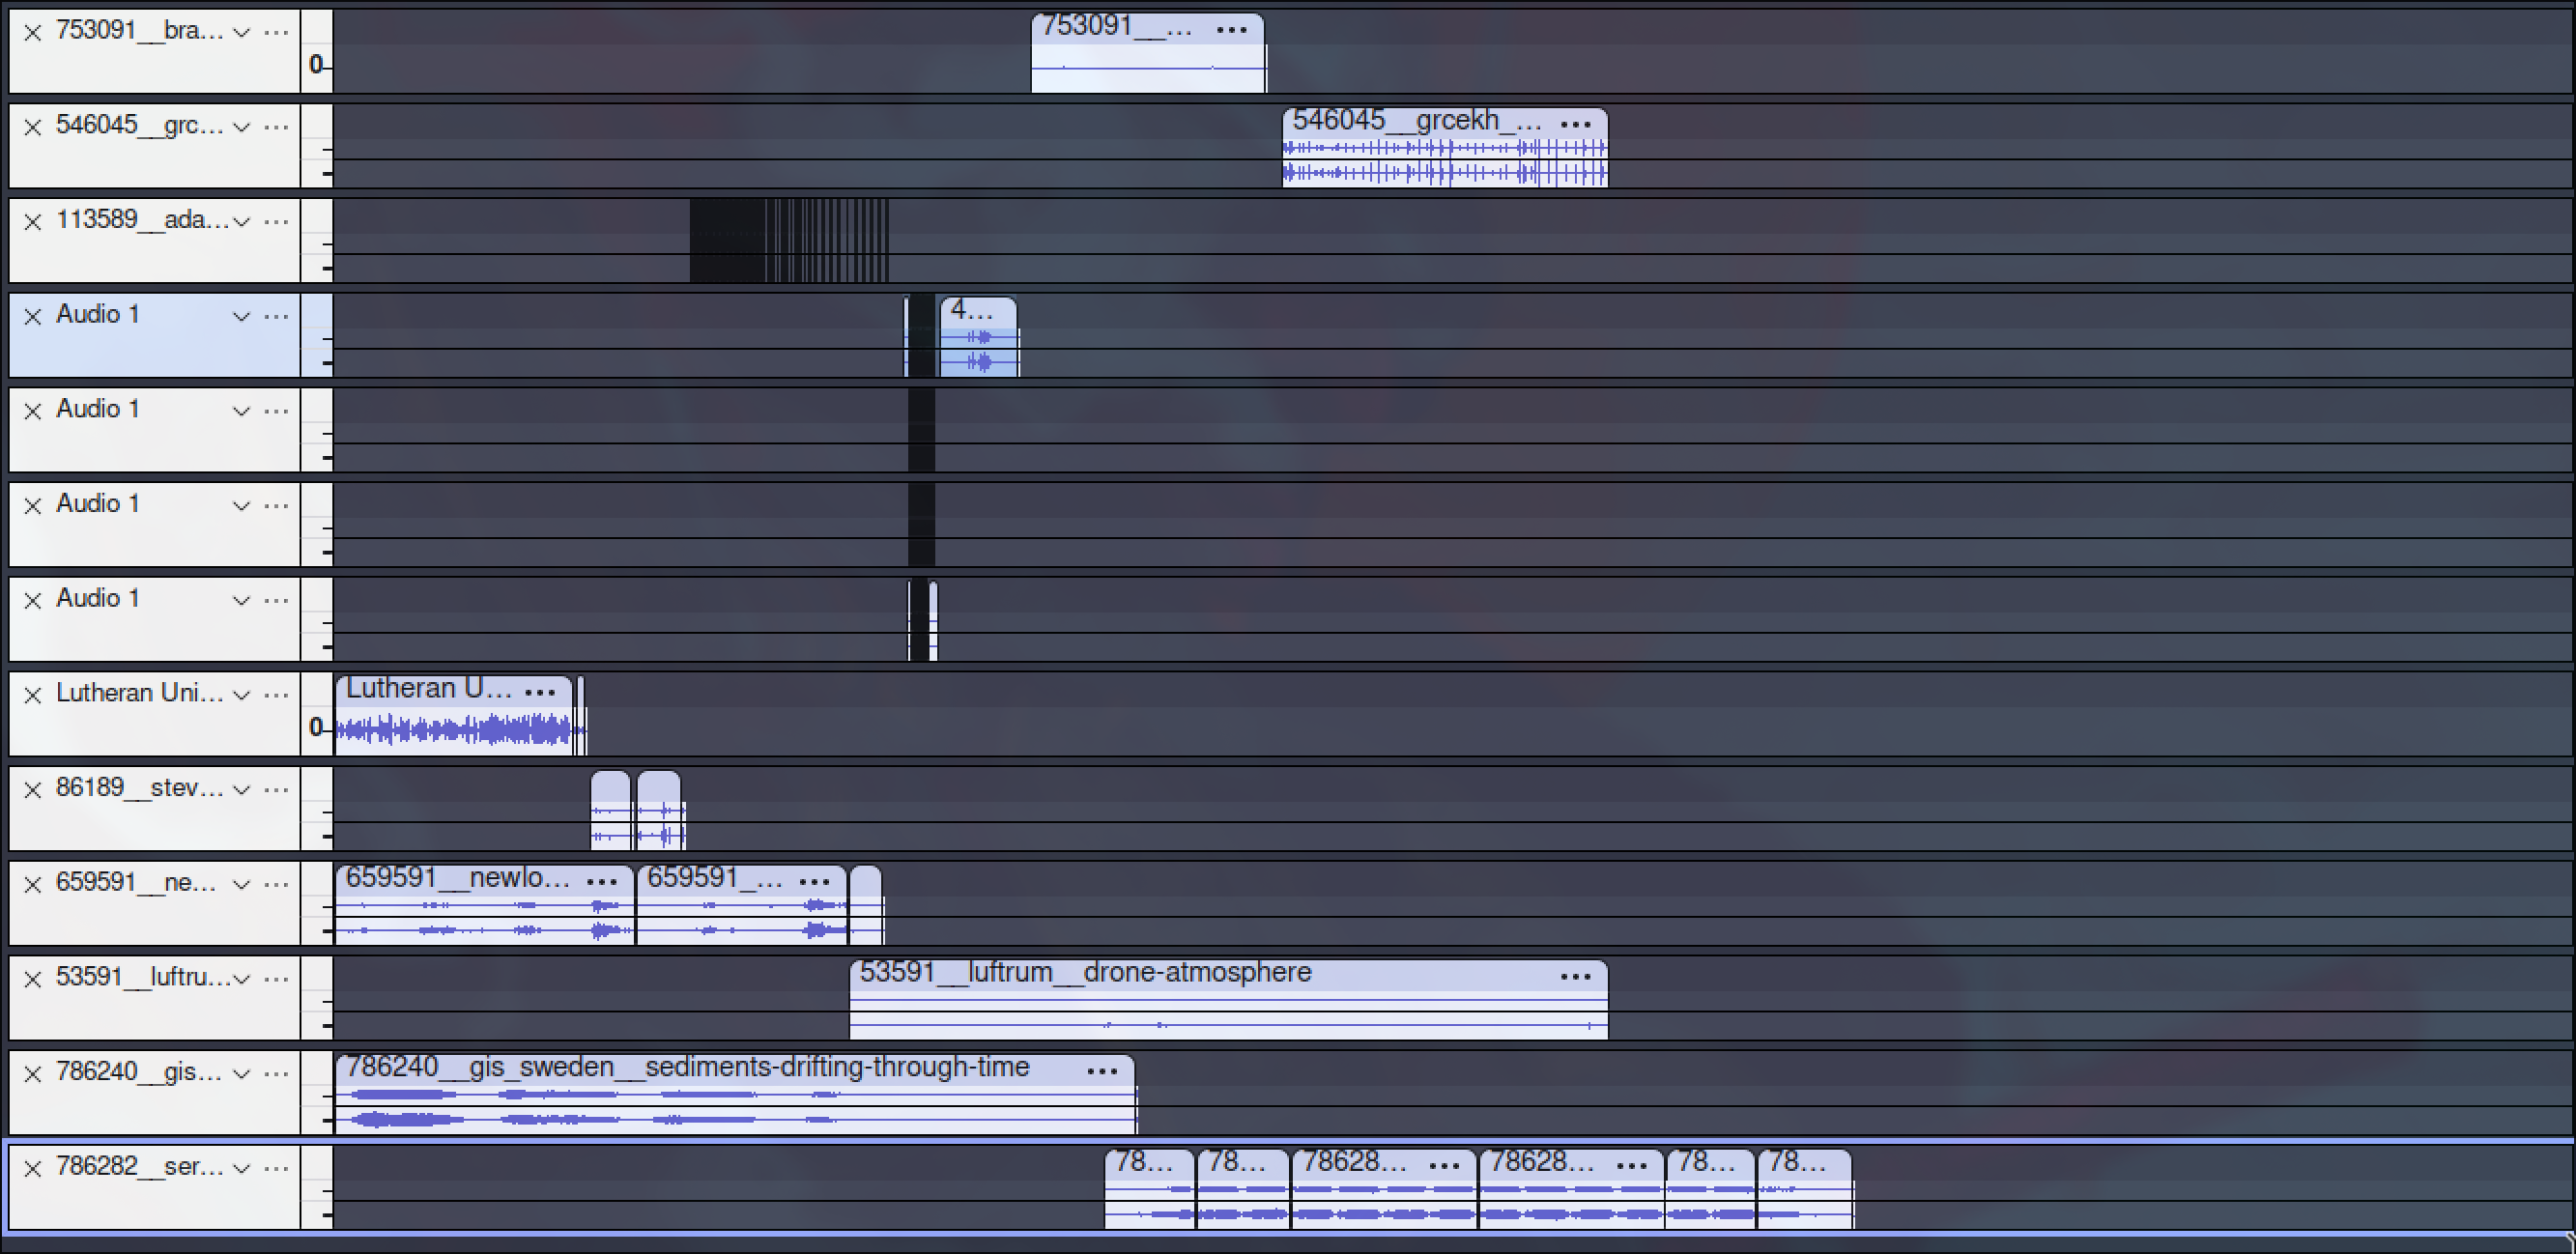 753091__bra...
0
753091__...
546045__grc...
546045__grcekh_...
113589__ada...
Audio 1
4...
Audio 1
Audio 1
Audio 1
Lutheran Uni...
0
Lutheran U...
86189__stev...
659591__ne...
659591__newlo...
659591_...
53591__luftru...
53591__luftrum__drone-atmosphere
786240__gis...
786240__gis_sweden__sediments-drifting-through-time
786282__ser...
78...
78...
78628...
78628...
78...
78...